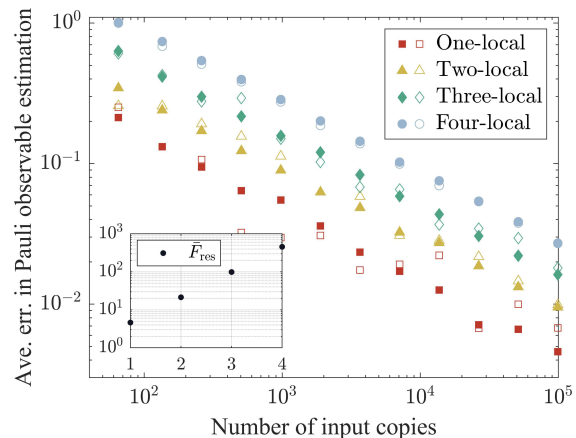 Ave. err. in Pauli observable estimation
10^0
10^{-1}
10^{-2}
One-local
Two-local
Three-local
Four-local
10^3
10^2
10^1
10^0
F̄_res
1 2 3 4
10^2 10^3 10^4 10^5
Number of input copies